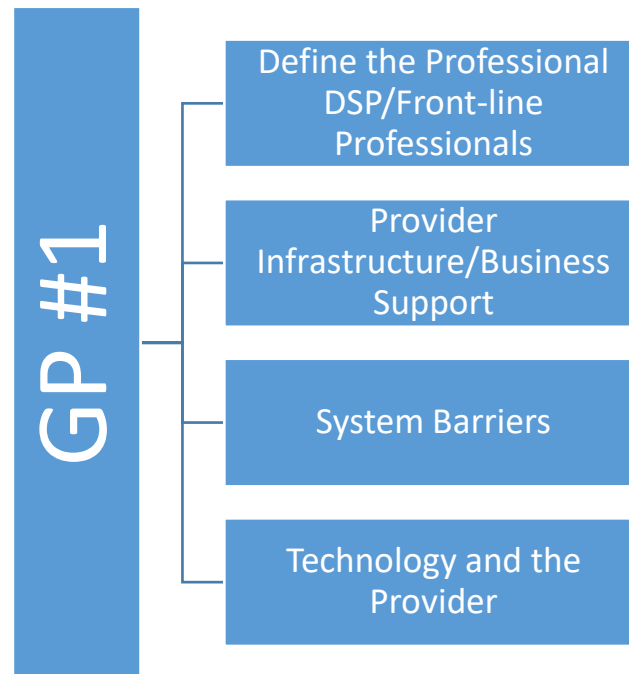 GP #1
Define the Professional
DSP/Front-line
Professionals
Provider
Infrastructure/Business
Support
System Barriers
Technology and the
Provider